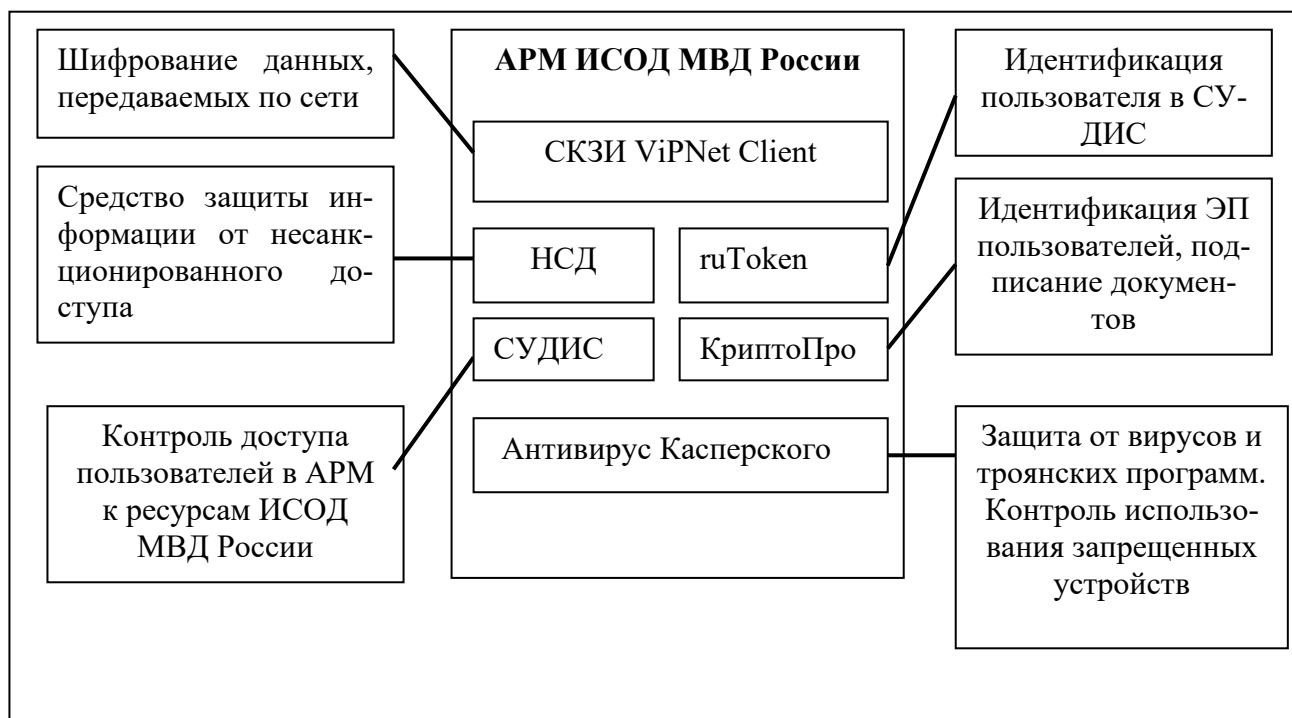 Шифрование данных,
передаваемых по сети
Средство защиты ин-
формации от несанк-
ционированного до-
ступа
Контроль доступа
пользователей в АРМ
к ресурсам ИСОД
МВД России
АРМ ИСОД МВД России
СКЗИ ViPNet Client
НСД
ruToken
СУДИС
КриптоПро
Антивирус Касперского
Идентификация
пользователя в СУ-
ДИС
Идентификация ЭП
пользователей, под-
писание докумен-
тов
Защита от вирусов и
троянских программ.
Контроль использо-
вания запрещенных
устройств